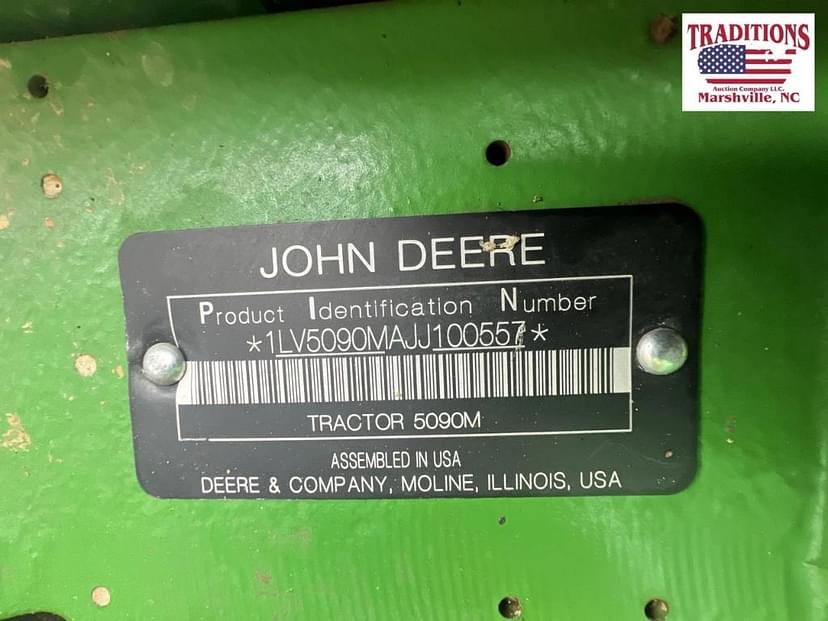 TRADITIONS
Auction Company LLC.
Marshville, NC
JOHN DEERE
Product Identification Number
*1LV5090MAJJ100557*
TRACTOR 5090M
ASSEMBLED IN USA
DEERE & COMPANY, MOLINE, ILLINOIS, USA